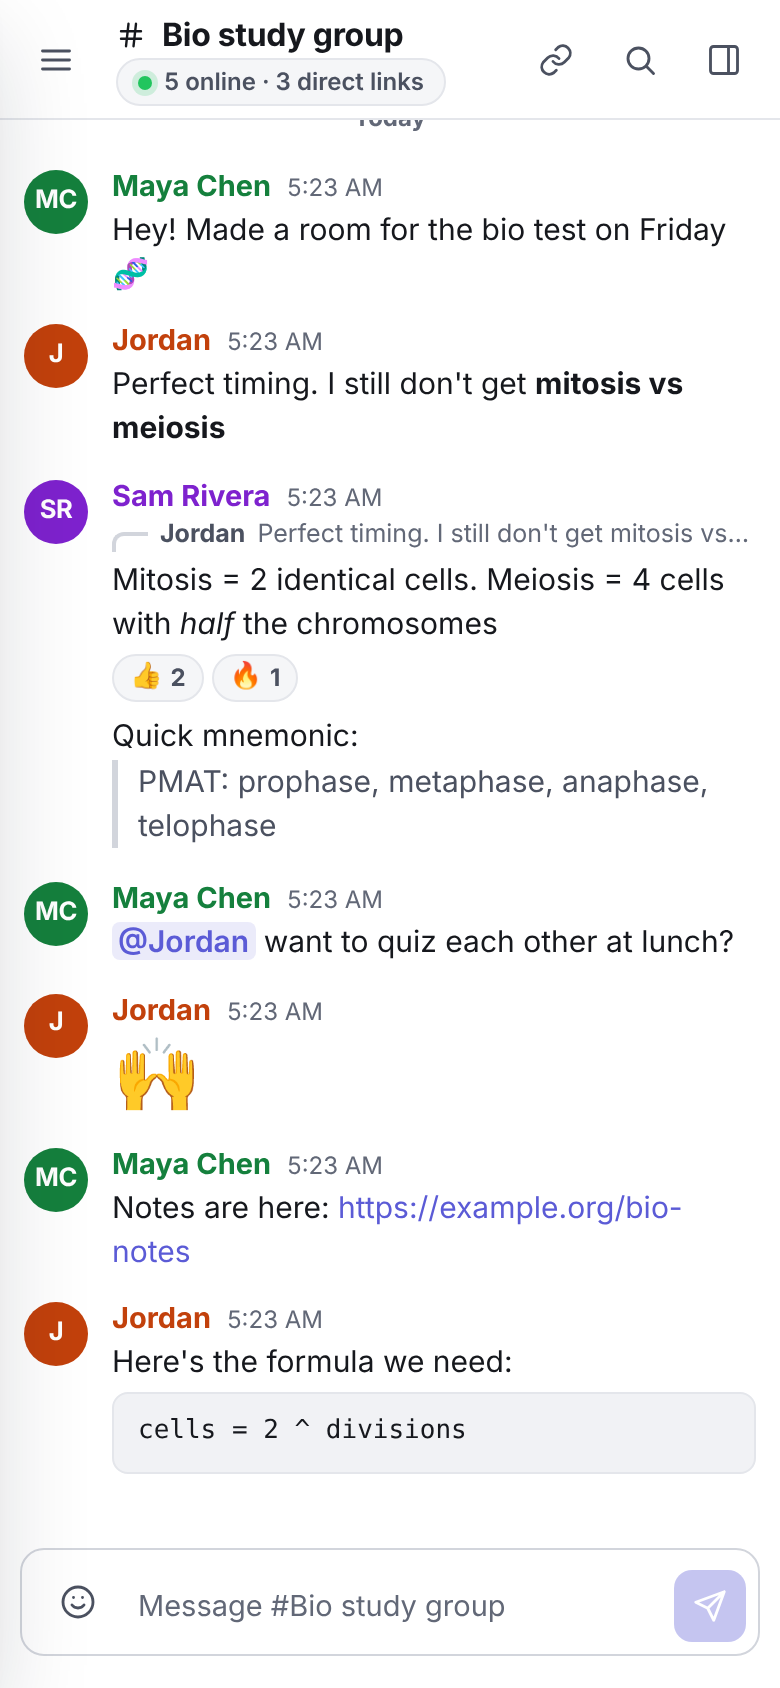 # Bio study group
5 online · 3 direct links
Today
MC
Maya Chen 5:23 AM
Hey! Made a room for the bio test on Friday
🧬
J
Jordan 5:23 AM
Perfect timing. I still don't get mitosis vs
meiosis
SR
Sam Rivera 5:23 AM
Jordan Perfect timing. I still don't get mitosis vs...
Mitosis = 2 identical cells. Meiosis = 4 cells
with half the chromosomes
👍 2 🔥 1
Quick mnemonic:
PMAT: prophase, metaphase, anaphase,
telophase
MC
Maya Chen 5:23 AM
@Jordan want to quiz each other at lunch?
J
Jordan 5:23 AM
🙌
MC
Maya Chen 5:23 AM
Notes are here: https://example.org/bio-
notes
J
Jordan 5:23 AM
Here's the formula we need:
cells = 2 ^ divisions
Message #Bio study group